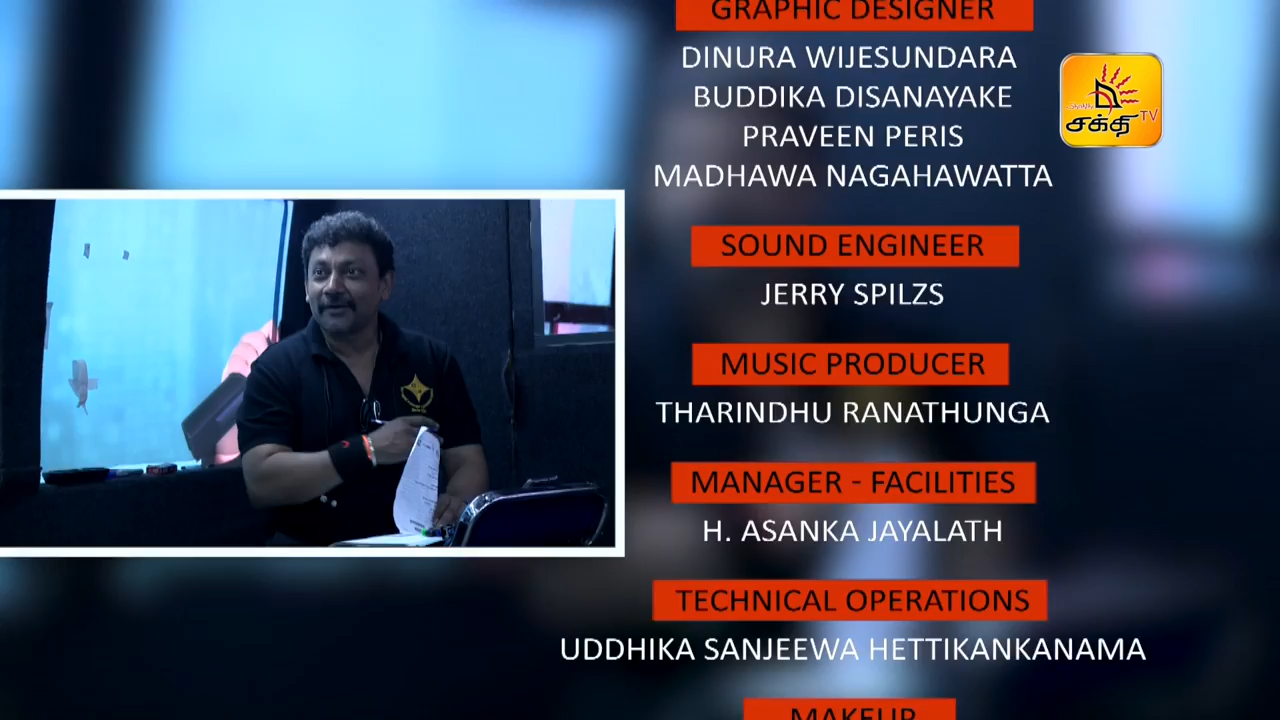 GRAPHIC DESIGNER
DINURA WIJESUNDARA
BUDDIKA DISANAYAKE
PRAVEEN PERIS
MADHAWA NAGAHAWATTA
சக்தி TV
SOUND ENGINEER
JERRY SPILZS
MUSIC PRODUCER
THARINDHU RANATHUNGA
MANAGER - FACILITIES
H. ASANKA JAYALATH
TECHNICAL OPERATIONS
UDDHIKA SANJEEWA HETTIKANKANAMA
MAKEUP